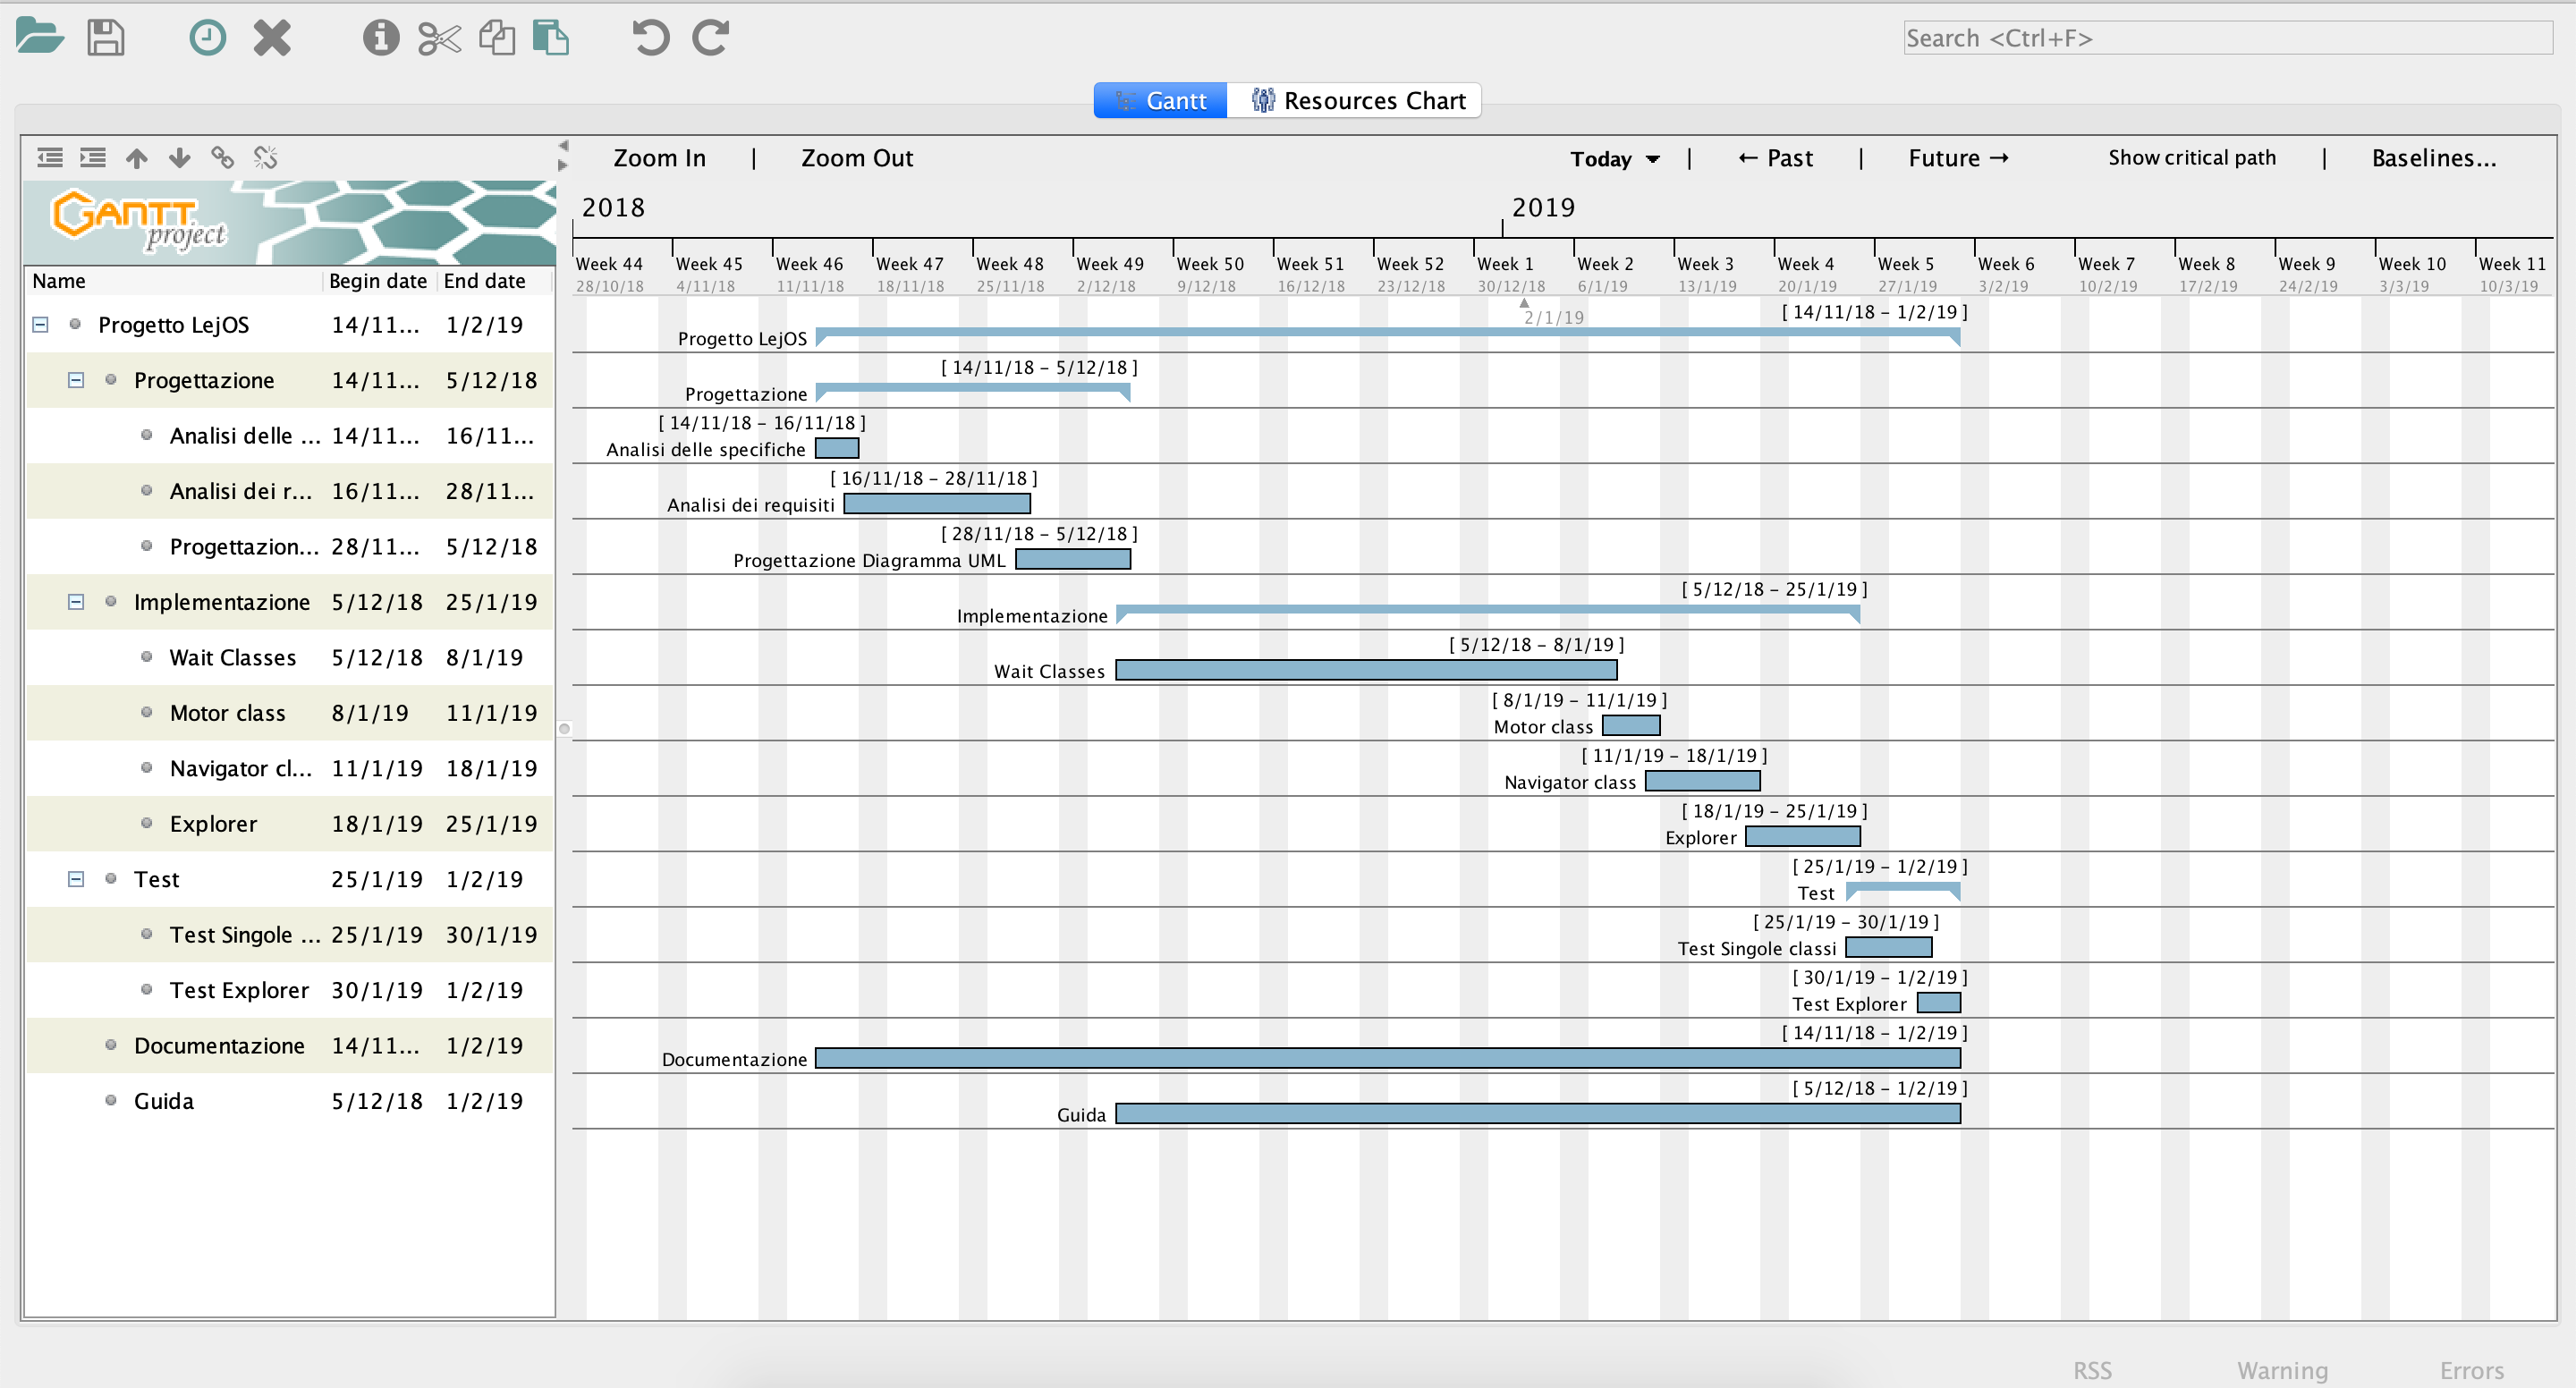 Search <Ctrl+F>
Gantt Resources Chart
Zoom In | Zoom Out Today | ← Past | Future → Show critical path | Baselines...
GANTT project
2018 2019
Week 44 Week 45 Week 46 Week 47 Week 48 Week 49 Week 50 Week 51 Week 52 Week 1 Week 2 Week 3 Week 4 Week 5 Week 6 Week 7 Week 8 Week 9 Week 10 Week 11
28/10/18 4/11/18 11/11/18 18/11/18 25/11/18 2/12/18 9/12/18 16/12/18 23/12/18 30/12/18 6/1/19 13/1/19 20/1/19 27/1/19 3/2/19 10/2/19 17/2/19 24/2/19 3/3/19 10/3/19
2/1/19
Name Begin date End date
Progetto LejOS 14/11... 1/2/19
Progettazione 14/11... 5/12/18
Analisi delle ... 14/11... 16/11...
Analisi dei r... 16/11... 28/11...
Progettazion... 28/11... 5/12/18
Implementazione 5/12/18 25/1/19
Wait Classes 5/12/18 8/1/19
Motor class 8/1/19 11/1/19
Navigator cl... 11/1/19 18/1/19
Explorer 18/1/19 25/1/19
Test 25/1/19 1/2/19
Test Singole ... 25/1/19 30/1/19
Test Explorer 30/1/19 1/2/19
Documentazione 14/11... 1/2/19
Guida 5/12/18 1/2/19
[ 14/11/18 – 1/2/19 ]
Progetto LejOS
[ 14/11/18 – 5/12/18 ]
Progettazione
[ 14/11/18 – 16/11/18 ]
Analisi delle specifiche
[ 16/11/18 – 28/11/18 ]
Analisi dei requisiti
[ 28/11/18 – 5/12/18 ]
Progettazione Diagramma UML
[ 5/12/18 – 25/1/19 ]
Implementazione
[ 5/12/18 – 8/1/19 ]
Wait Classes
[ 8/1/19 – 11/1/19 ]
Motor class
[ 11/1/19 – 18/1/19 ]
Navigator class
[ 18/1/19 – 25/1/19 ]
Explorer
[ 25/1/19 – 1/2/19 ]
Test
[ 25/1/19 – 30/1/19 ]
Test Singole classi
[ 30/1/19 – 1/2/19 ]
Test Explorer
[ 14/11/18 – 1/2/19 ]
Documentazione
[ 5/12/18 – 1/2/19 ]
Guida
RSS Warning Errors